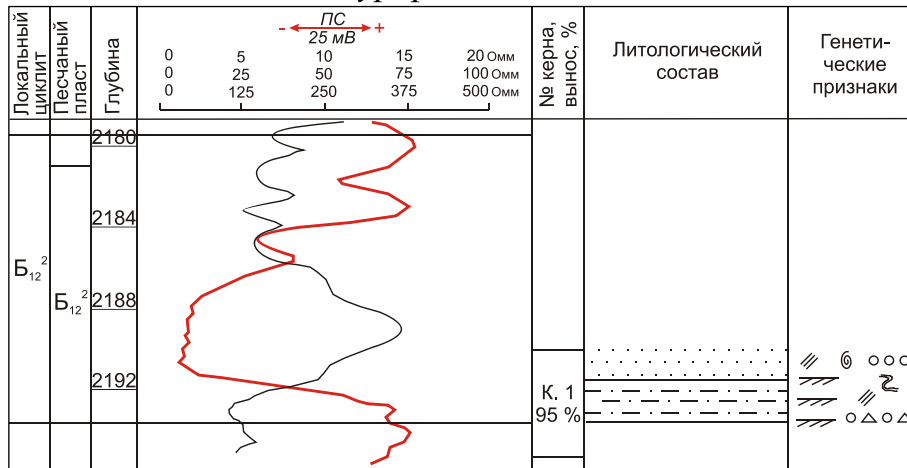 Локальный
циклит
Песчаный
пласт
Глубина
- ПС +
25 мВ
0 5 10 15 20 Омм
0 25 50 75 100 Омм
0 125 250 375 500 Омм
№ керна,
вынос, %
Литологический
состав
Генети-
ческие
признаки
2180
2184
Б₁₂²
Б₁₂²
2188
2192
К. 1
95 %